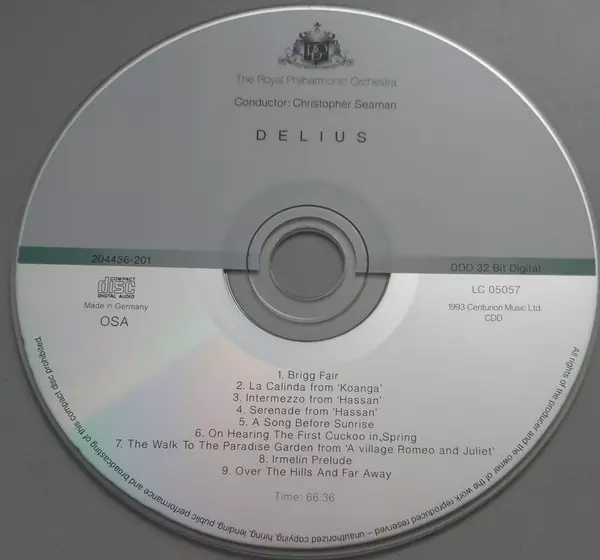 RPO
The Royal Philharmonic Orchestra
Conductor: Christopher Seaman
DELIUS
204436-201
DDD 32 Bit Digital
COMPACT
disc
DIGITAL AUDIO
Made in Germany
OSA
LC 05057
1993 Centurion Music Ltd.
CDD
1. Brigg Fair
2. La Calinda from 'Koanga'
3. Intermezzo from 'Hassan'
4. Serenade from 'Hassan'
5. A Song Before Sunrise
6. On Hearing The First Cuckoo in Spring
7. The Walk To The Paradise Garden from 'A village Romeo and Juliet'
8. Irmelin Prelude
9. Over The Hills And Far Away
Time: 66:36
All rights of the producer and the owner of the work reproduced reserved – unauthorized copying, hiring, lending, public performance and broadcasting of this compact disc prohibited.